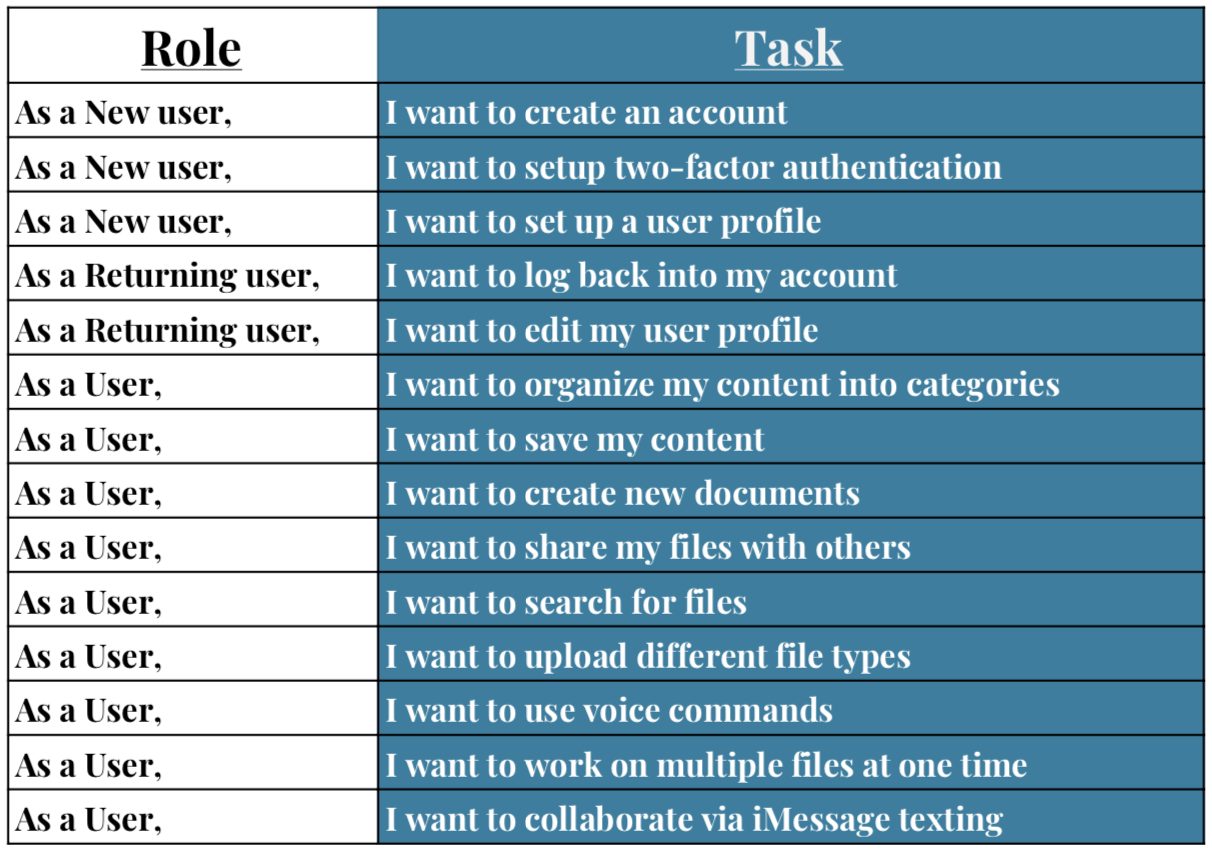 Role Task
As a New user, I want to create an account
As a New user, I want to setup two-factor authentication
As a New user, I want to set up a user profile
As a Returning user, I want to log back into my account
As a Returning user, I want to edit my user profile
As a User, I want to organize my content into categories
As a User, I want to save my content
As a User, I want to create new documents
As a User, I want to share my files with others
As a User, I want to search for files
As a User, I want to upload different file types
As a User, I want to use voice commands
As a User, I want to work on multiple files at one time
As a User, I want to collaborate via iMessage texting